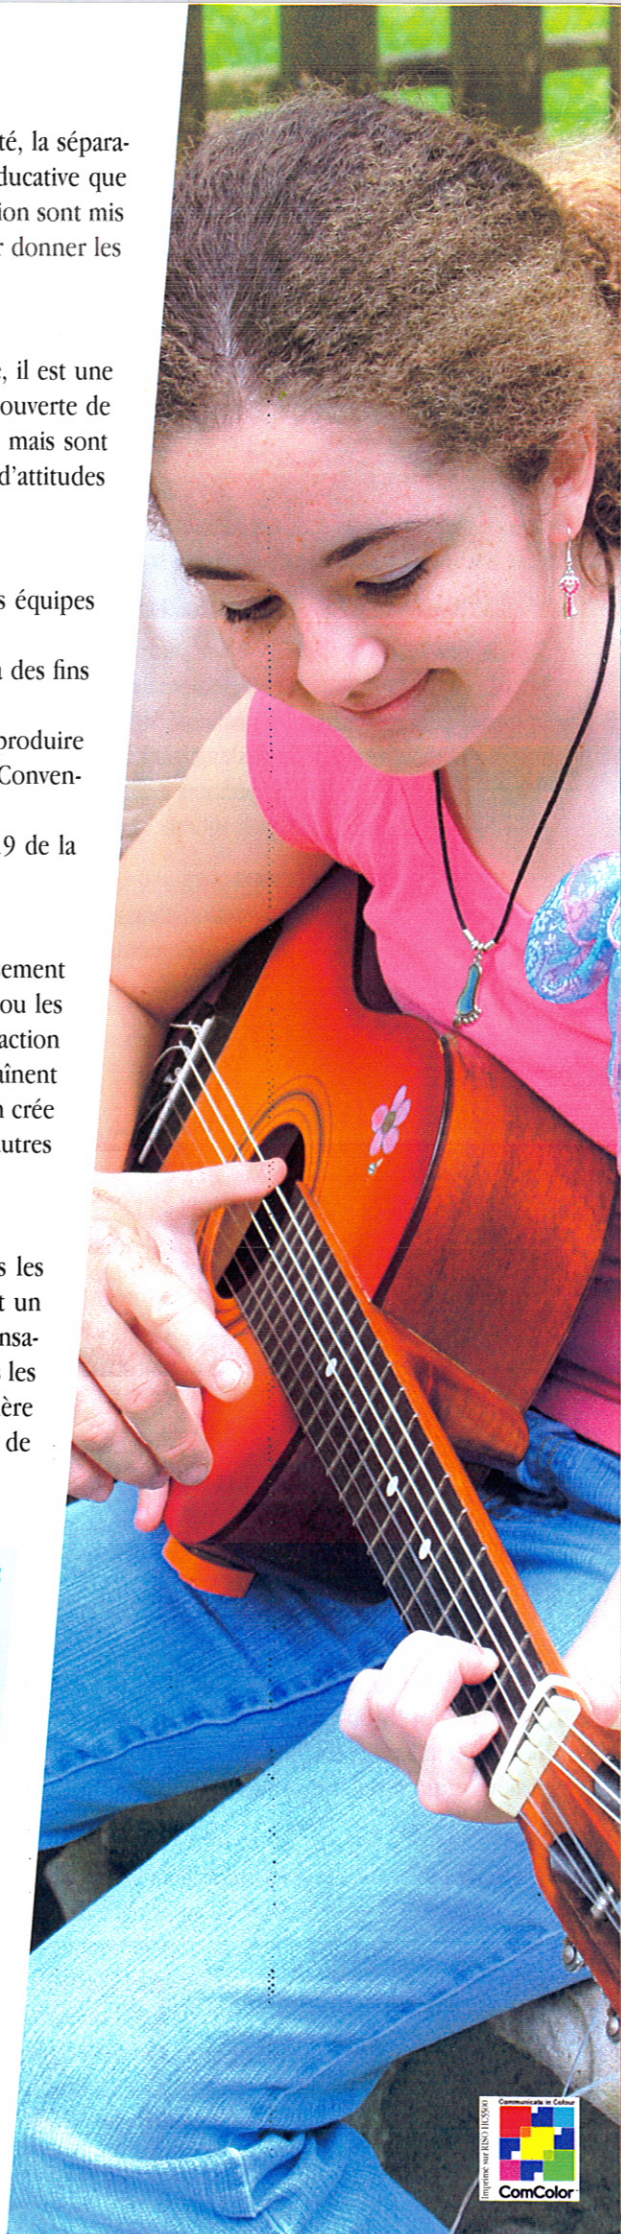 té, la sépara-
ducative que
ion sont mis
r donner les
, il est une
ouverte de
mais sont
d'attitudes
s équipes
à des fins
produire
Conven-
9 de la
ement
ou les
action
aînent
n crée
utres
s les
t un
nsa-
les
ère
de
Imprimé sur RISO HC5500
Communicate in Colour
ComColor